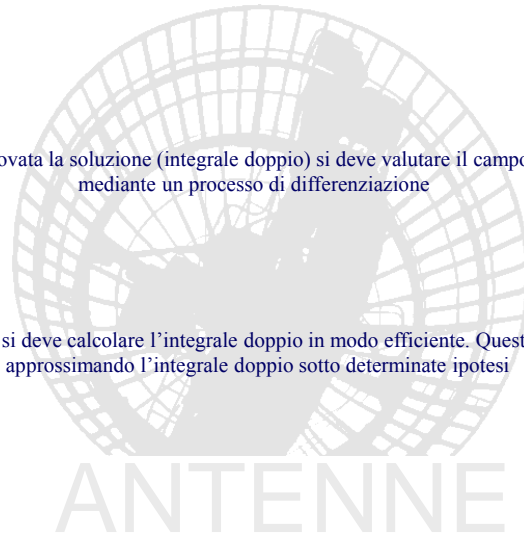 ovata la soluzione (integrale doppio) si deve valutare il campo
mediante un processo di differenziazione
si deve calcolare l’integrale doppio in modo efficiente. Quest
approssimando l’integrale doppio sotto determinate ipotesi
ANTENNE